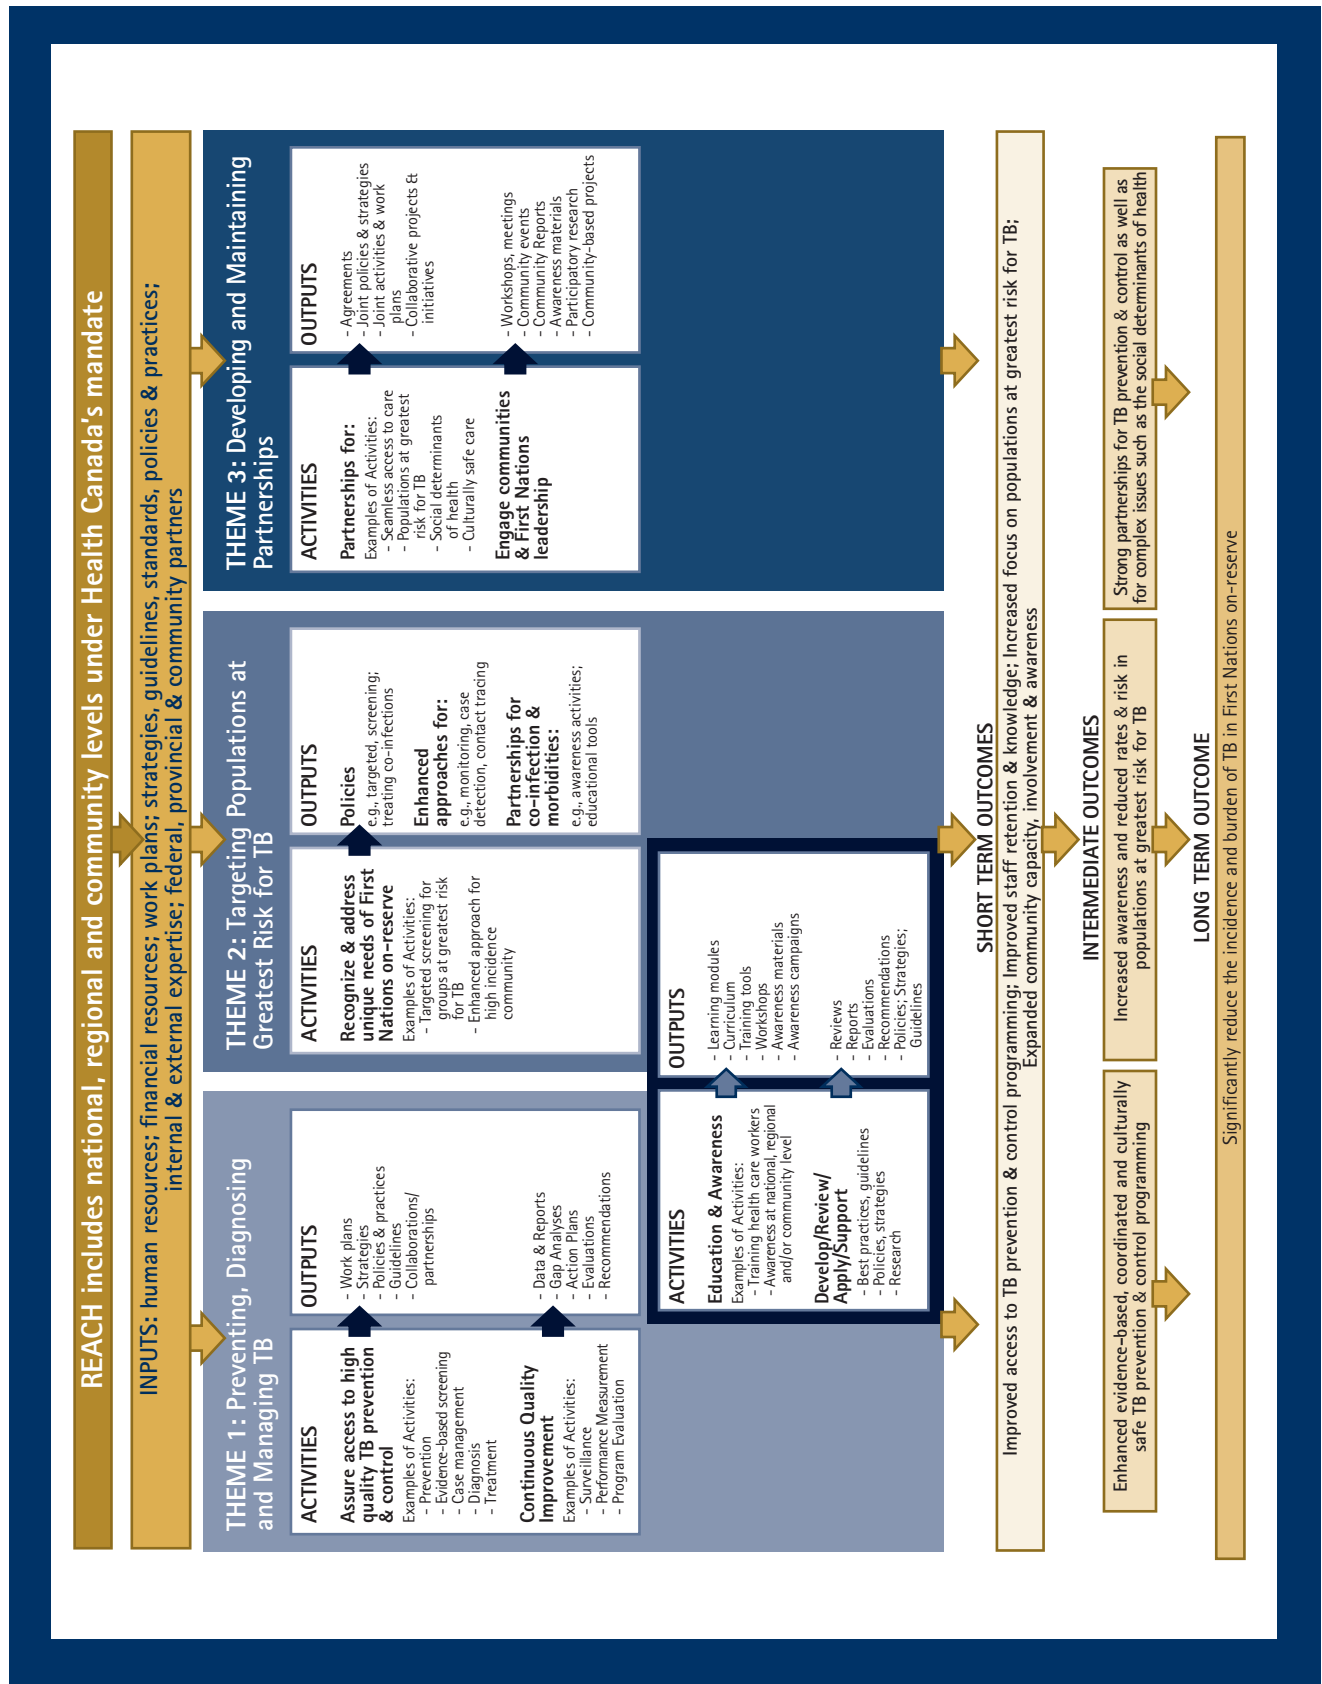 REACH includes national, regional and community levels under Health Canada's mandate
INPUTS: human resources; financial resources; work plans; strategies, guidelines, standards, policies & practices;
internal & external expertise; federal, provincial & community partners
THEME 1: Preventing, Diagnosing
and Managing TB
ACTIVITIES
Assure access to high
quality TB prevention
& control
Examples of Activities:
- Prevention
- Evidence-based screening
- Case management
- Diagnosis
- Treatment
Continuous Quality
Improvement
Examples of Activities:
- Surveillance
- Performance Measurement
- Program Evaluation
OUTPUTS
- Work plans
- Strategies
- Policies & practices
- Guidelines
- Collaborations/
partnerships
- Data & Reports
- Gap Analyses
- Action Plans
- Evaluations
- Recommendations
THEME 2: Targeting Populations at
Greatest Risk for TB
ACTIVITIES
Recognize & address
unique needs of First
Nations on-reserve
Examples of Activities:
- Targeted screening for
groups at greatest risk
for TB
- Enhanced approach for
high incidence
community
OUTPUTS
Policies
e.g., targeted, screening;
treating co-infections
Enhanced
approaches for:
e.g., monitoring, case
detection, contact tracing
Partnerships for
co-infection &
morbidities:
e.g., awareness activities;
educational tools
THEME 3: Developing and Maintaining
Partnerships
ACTIVITIES
Partnerships for:
Examples of Activities:
- Seamless access to care
- Populations at greatest
risk for TB
- Social determinants
of health
- Culturally safe care
Engage communities
& First Nations
leadership
OUTPUTS
- Agreements
- Joint policies & strategies
- Joint activities & work
plans
- Collaborative projects &
initiatives
- Workshops, meetings
- Community events
- Community Reports
- Awareness materials
- Participatory research
- Community-based projects
ACTIVITIES
Education & Awareness
Examples of Activities:
- Training health care workers
- Awareness at national, regional
and/or community level
Develop/Review/
Apply/Support
- Best practices, guidelines
- Policies, strategies
- Research
OUTPUTS
- Learning modules
- Curriculum
- Training tools
- Workshops
- Awareness materials
- Awareness campaigns
- Reviews
- Reports
- Evaluations
- Recommendations
- Policies; Strategies;
Guidelines
SHORT TERM OUTCOMES
Improved access to TB prevention & control programming; Improved staff retention & knowledge; Increased focus on populations at greatest risk for TB;
Expanded community capacity, involvement & awareness
INTERMEDIATE OUTCOMES
Enhanced evidence-based, coordinated and culturally
safe TB prevention & control programming
Increased awareness and reduced rates & risk in
populations at greatest risk for TB
Strong partnerships for TB prevention & control as well as
for complex issues such as the social determinants of health
LONG TERM OUTCOME
Significantly reduce the incidence and burden of TB in First Nations on-reserve